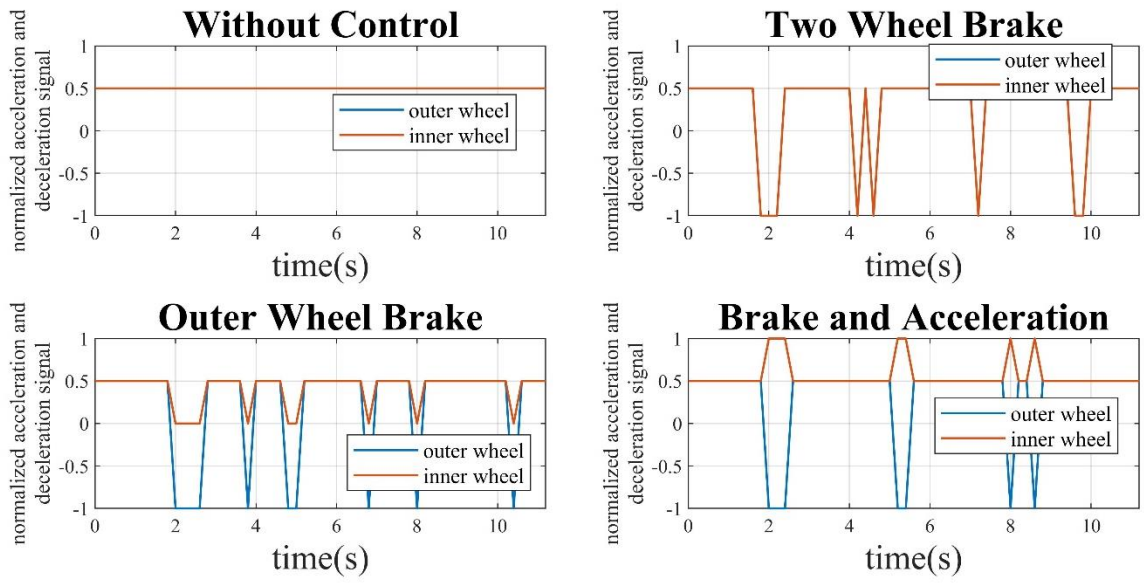 Without Control
normalized acceleration and
deceleration signal
1
0.5
0
-0.5
-1
outer wheel
inner wheel
0 2 4 6 8 10
time(s)
Two Wheel Brake
normalized acceleration and
deceleration signal
1
0.5
0
-0.5
-1
outer wheel
inner wheel
0 2 4 6 8 10
time(s)
Outer Wheel Brake
normalized acceleration and
deceleration signal
1
0.5
0
-0.5
-1
outer wheel
inner wheel
0 2 4 6 8 10
time(s)
Brake and Acceleration
normalized acceleration and
deceleration signal
1
0.5
0
-0.5
-1
outer wheel
inner wheel
0 2 4 6 8 10
time(s)